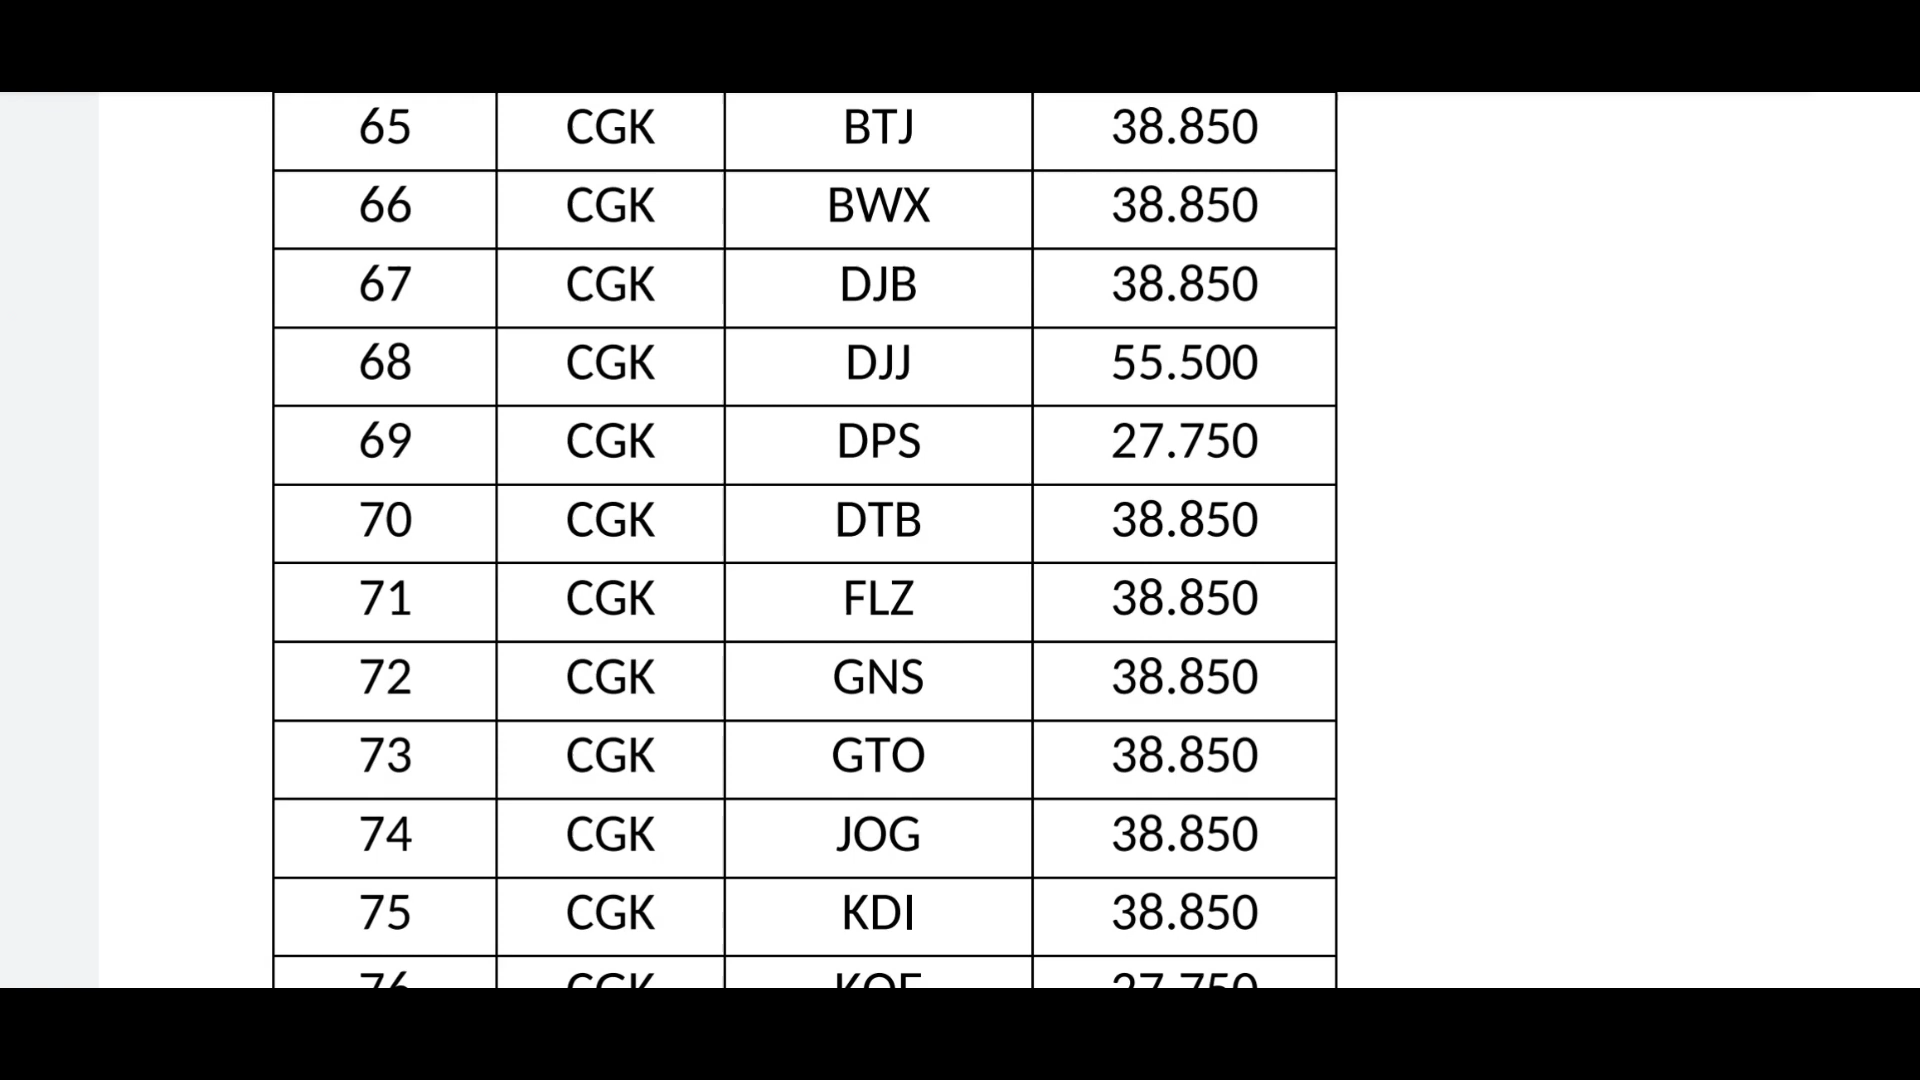 65 CGK BTJ 38.850
66 CGK BWX 38.850
67 CGK DJB 38.850
68 CGK DJJ 55.500
69 CGK DPS 27.750
70 CGK DTB 38.850
71 CGK FLZ 38.850
72 CGK GNS 38.850
73 CGK GTO 38.850
74 CGK JOG 38.850
75 CGK KDI 38.850
76 CGK 27.750